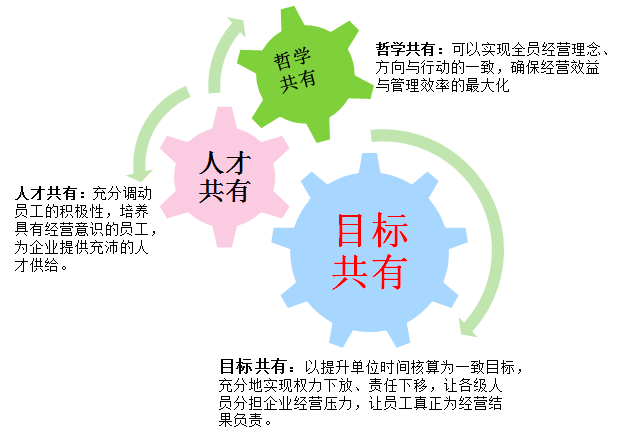 哲学
共有
哲学共有：可以实现全员经营理念、
方向与行动的一致，确保经营效益
与管理效率的最大化
人才
共有
人才共有：充分调动
员工的积极性，培养
具有经营意识的员工，
为企业提供充沛的人
才供给。
目标
共有
目标共有：以提升单位时间核算为一致目标，
充分地实现权力下放、责任下移，让各级人
员分担企业经营压力，让员工真正为经营结
果负责。